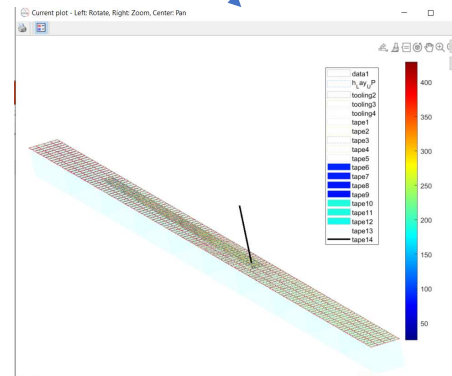 Current plot - Left: Rotate, Right: Zoom, Center: Pan
data1
h_Lay_UP
tooling2
tooling3
tooling4
tape1
tape2
tape3
tape4
tape5
tape6
tape7
tape8
tape9
tape10
tape11
tape12
tape13
tape14
400
350
300
250
200
150
100
50